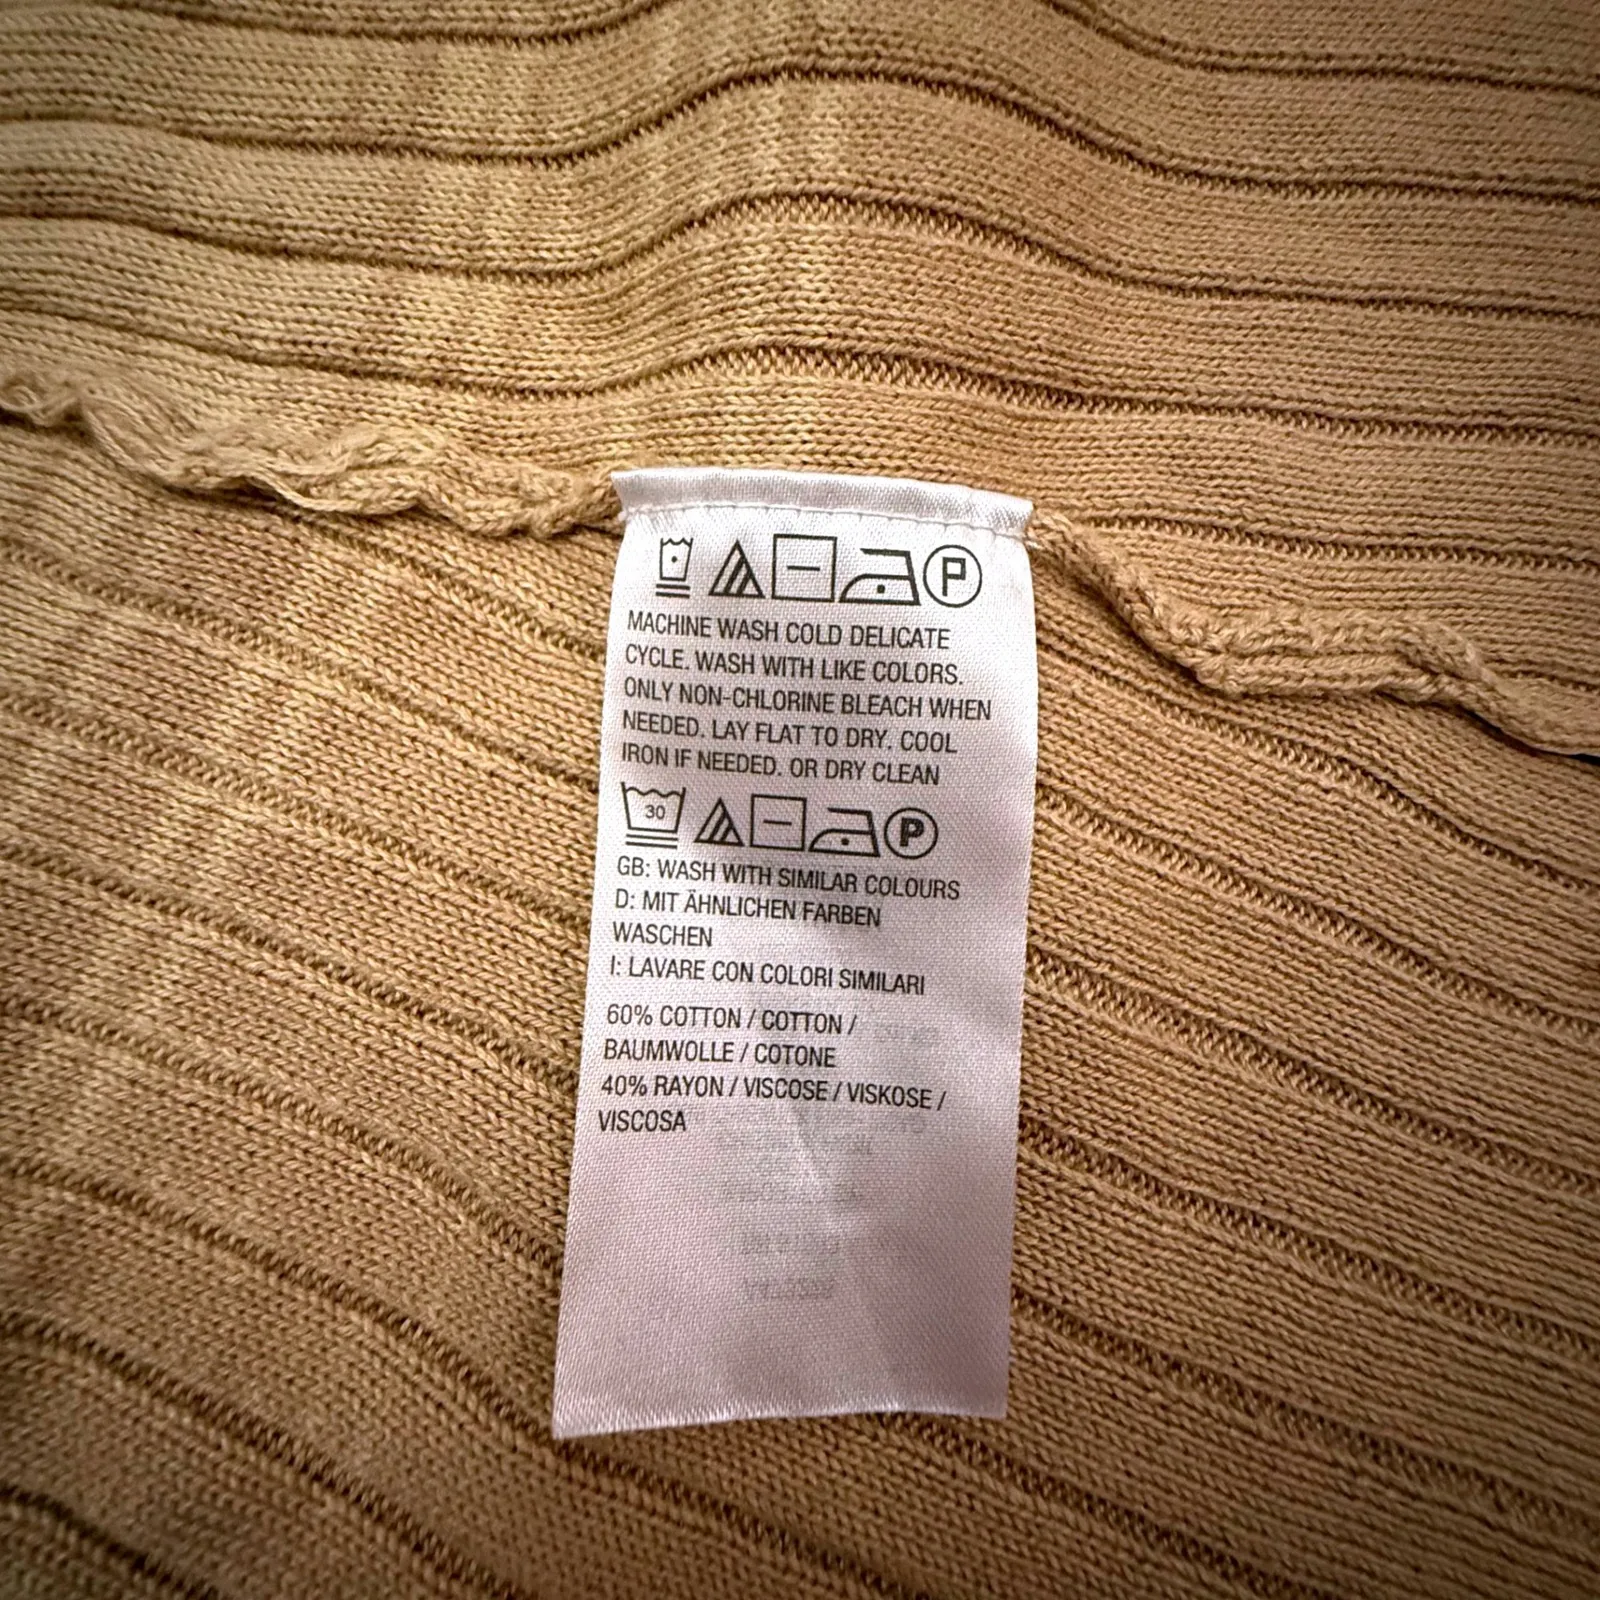 P
MACHINE WASH COLD DELICATE
CYCLE. WASH WITH LIKE COLORS.
ONLY NON-CHLORINE BLEACH WHEN
NEEDED. LAY FLAT TO DRY. COOL
IRON IF NEEDED. OR DRY CLEAN
30 P
GB: WASH WITH SIMILAR COLOURS
D: MIT ÄHNLICHEN FARBEN
WASCHEN
I: LAVARE CON COLORI SIMILARI
60% COTTON / COTTON /
BAUMWOLLE / COTONE
40% RAYON / VISCOSE / VISKOSE /
VISCOSA